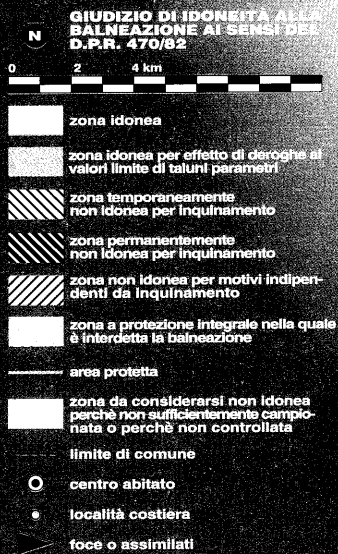 GIUDIZIO DI IDONEITÀ ALLA
BALNEAZIONE AI SENSI DEL
D.P.R. 470/82
N
0 2 4 km
zona idonea
zona idonea per effetto di deroghe ai
valori limite di taluni parametri
zona temporaneamente
non idonea per inquinamento
zona permanentemente
non idonea per inquinamento
zona non idonea per motivi indipen-
denti da inquinamento
zona a protezione integrale nella quale
è interdetta la balneazione
area protetta
zona da considerarsi non idonea
perchè non sufficientemente campio-
nata o perchè non controllata
limite di comune
centro abitato
località costiera
foce o assimilati